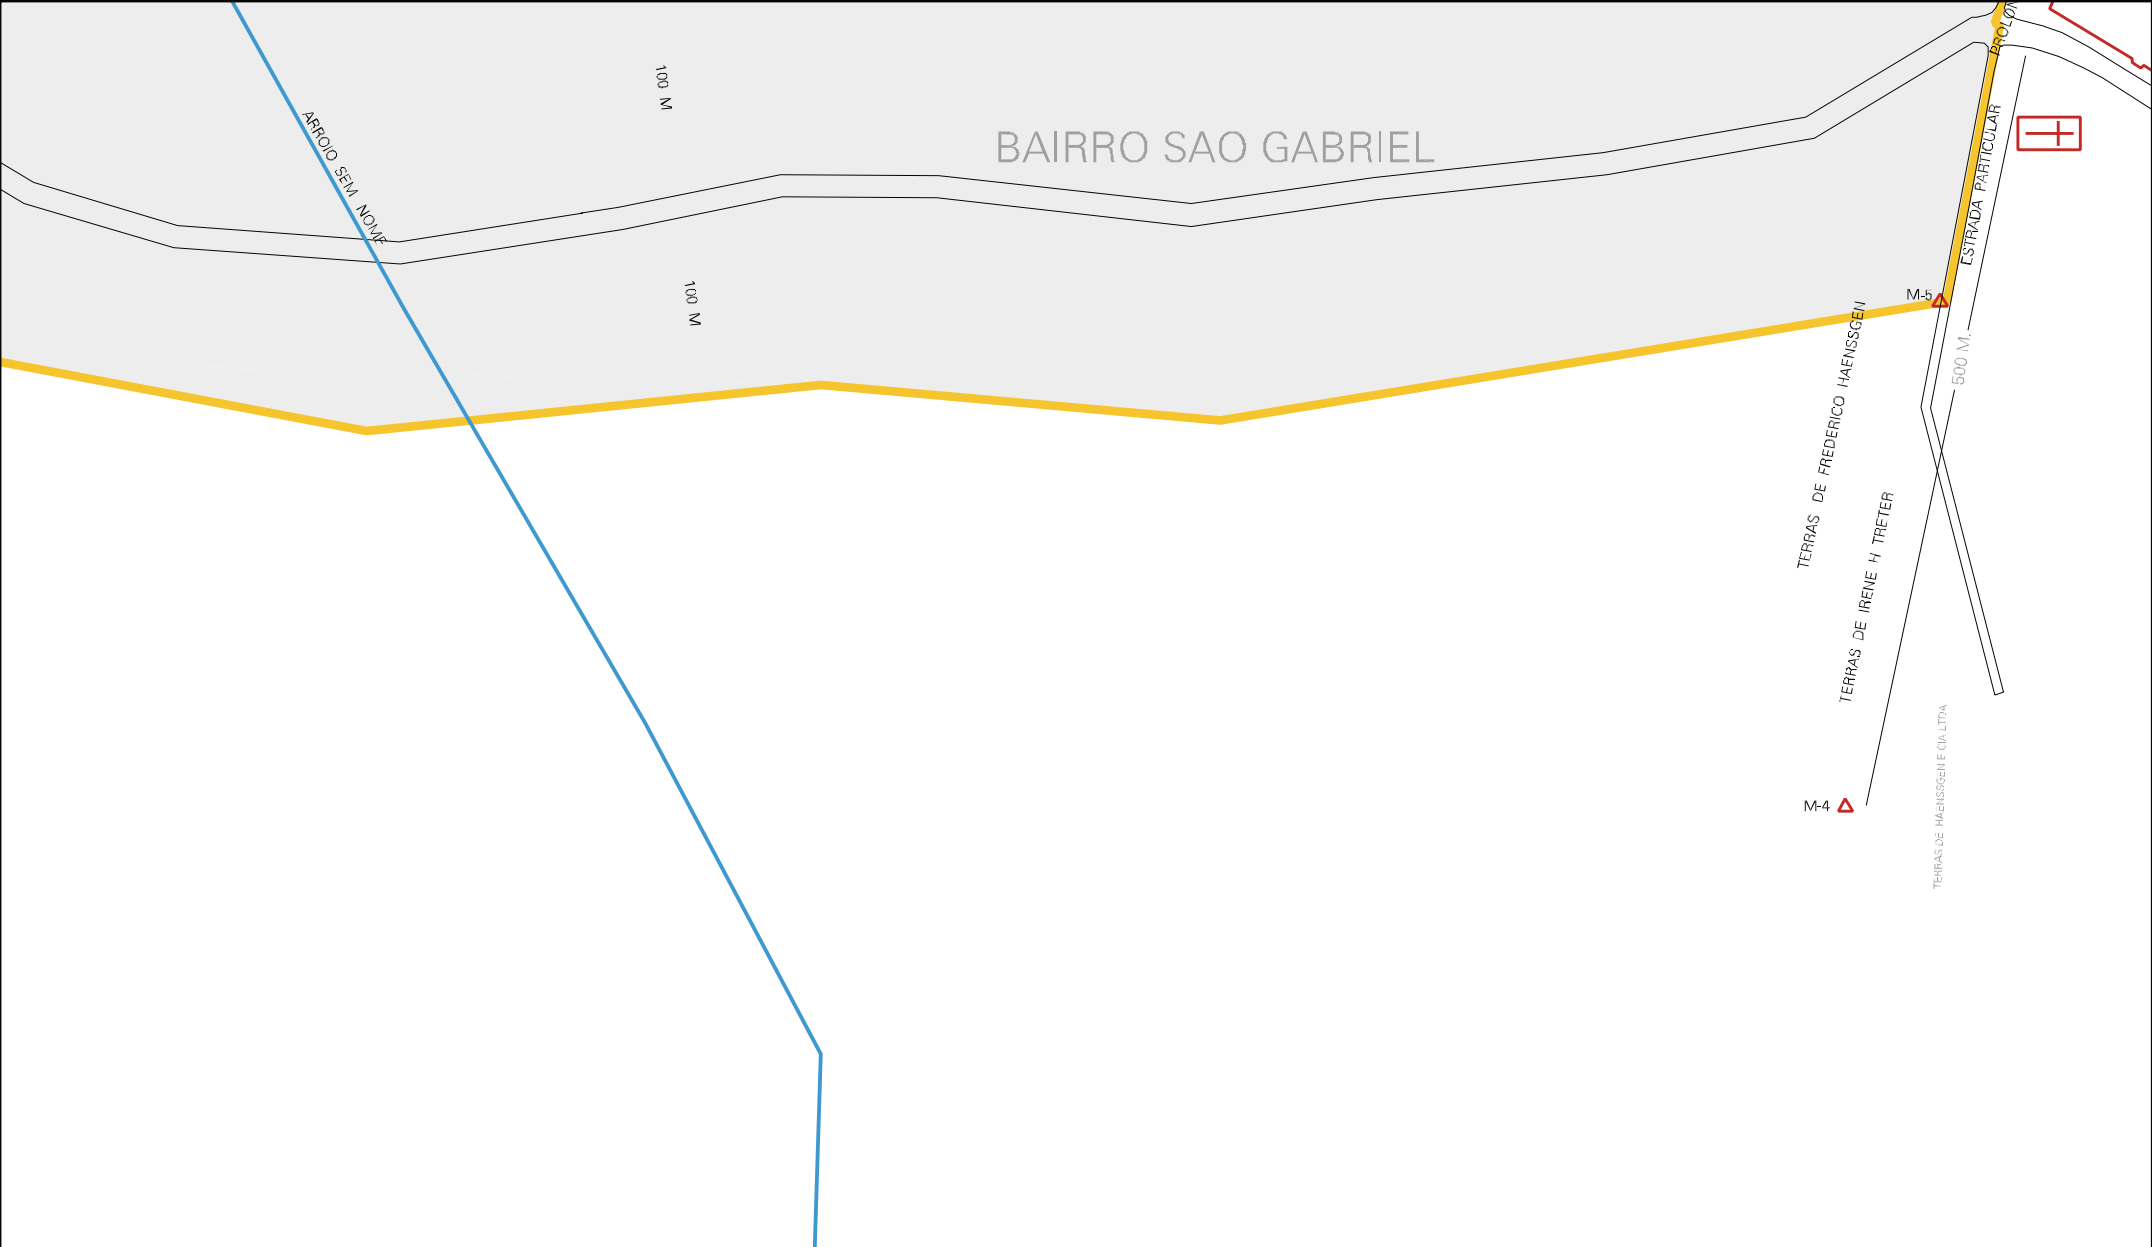 PROLON
100 M
ARROIO SEM NOME
BAIRRO SAO GABRIEL
ESTRADA PARTICULAR
100 M
M-5
TERRAS DE FREDERICO HAENSSGEN
500 M.
TERRAS DE IRENE H TRETER
TERRAS DE HAENSSGEN E CIA LTDA
M-4